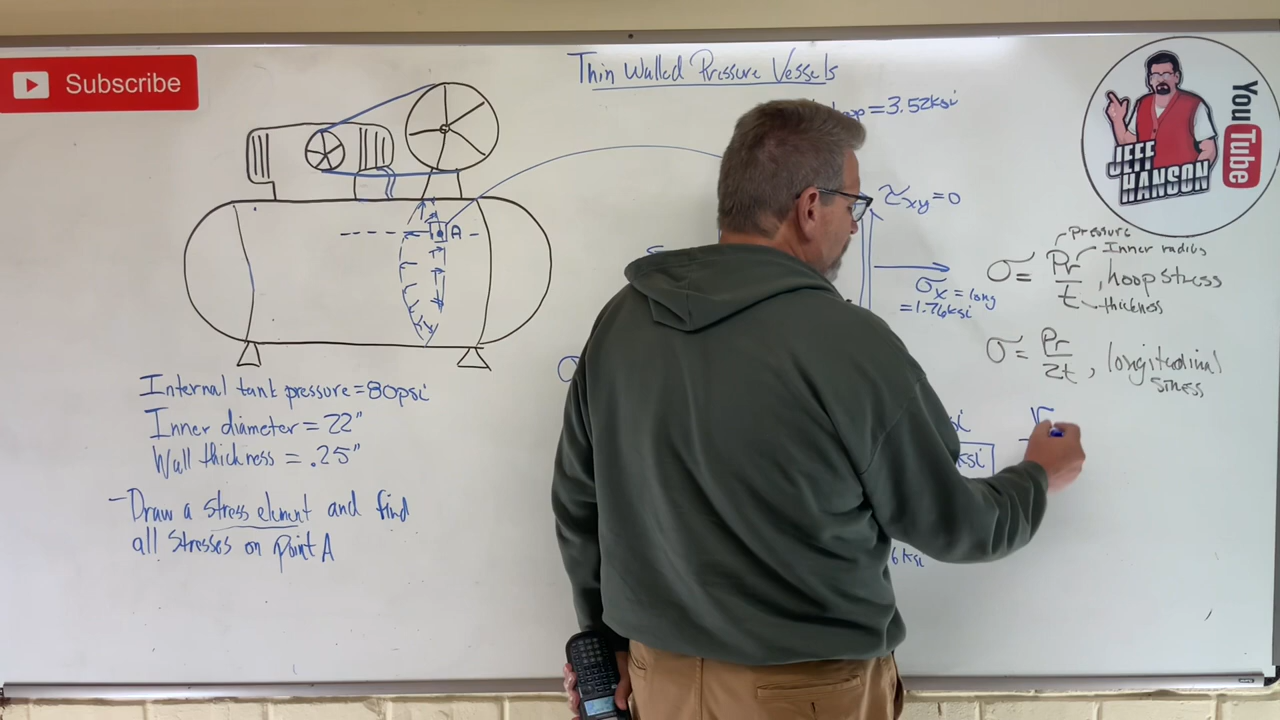 Subscribe
Thin Walled Pressure Vessels
=3.52ksi
YouTube
JEFF
HANSON
A
τxy=0
σx = long
=1.76ksi
Pressure
Inner radius
σ= Pr/t, hoop stress
thickness
σ= Pr/2t, longitudinal
stress
Internal tank pressure=80psi
Inner diameter = 22"
Wall thickness = .25"
-Draw a stress element and find
all stresses on point A
ksi
6ksi